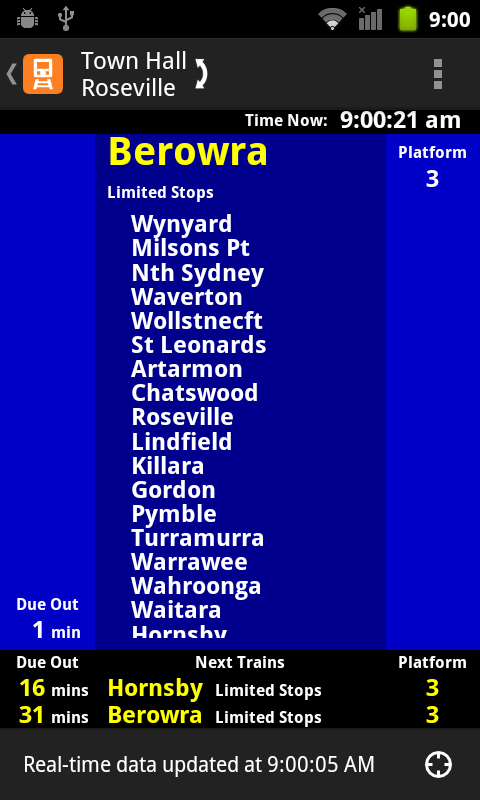 9:00
Town Hall
Roseville
Time Now: 9:00:21 am
Berowra
Platform
3
Limited Stops
Wynyard
Milsons Pt
Nth Sydney
Waverton
Wollstnecft
St Leonards
Artarmon
Chatswood
Roseville
Lindfield
Killara
Gordon
Pymble
Turramurra
Warrawee
Wahroonga
Waitara
Hornsby
Due Out
1 min
Due Out Next Trains Platform
16 mins Hornsby Limited Stops 3
31 mins Berowra Limited Stops 3
Real-time data updated at 9:00:05 AM